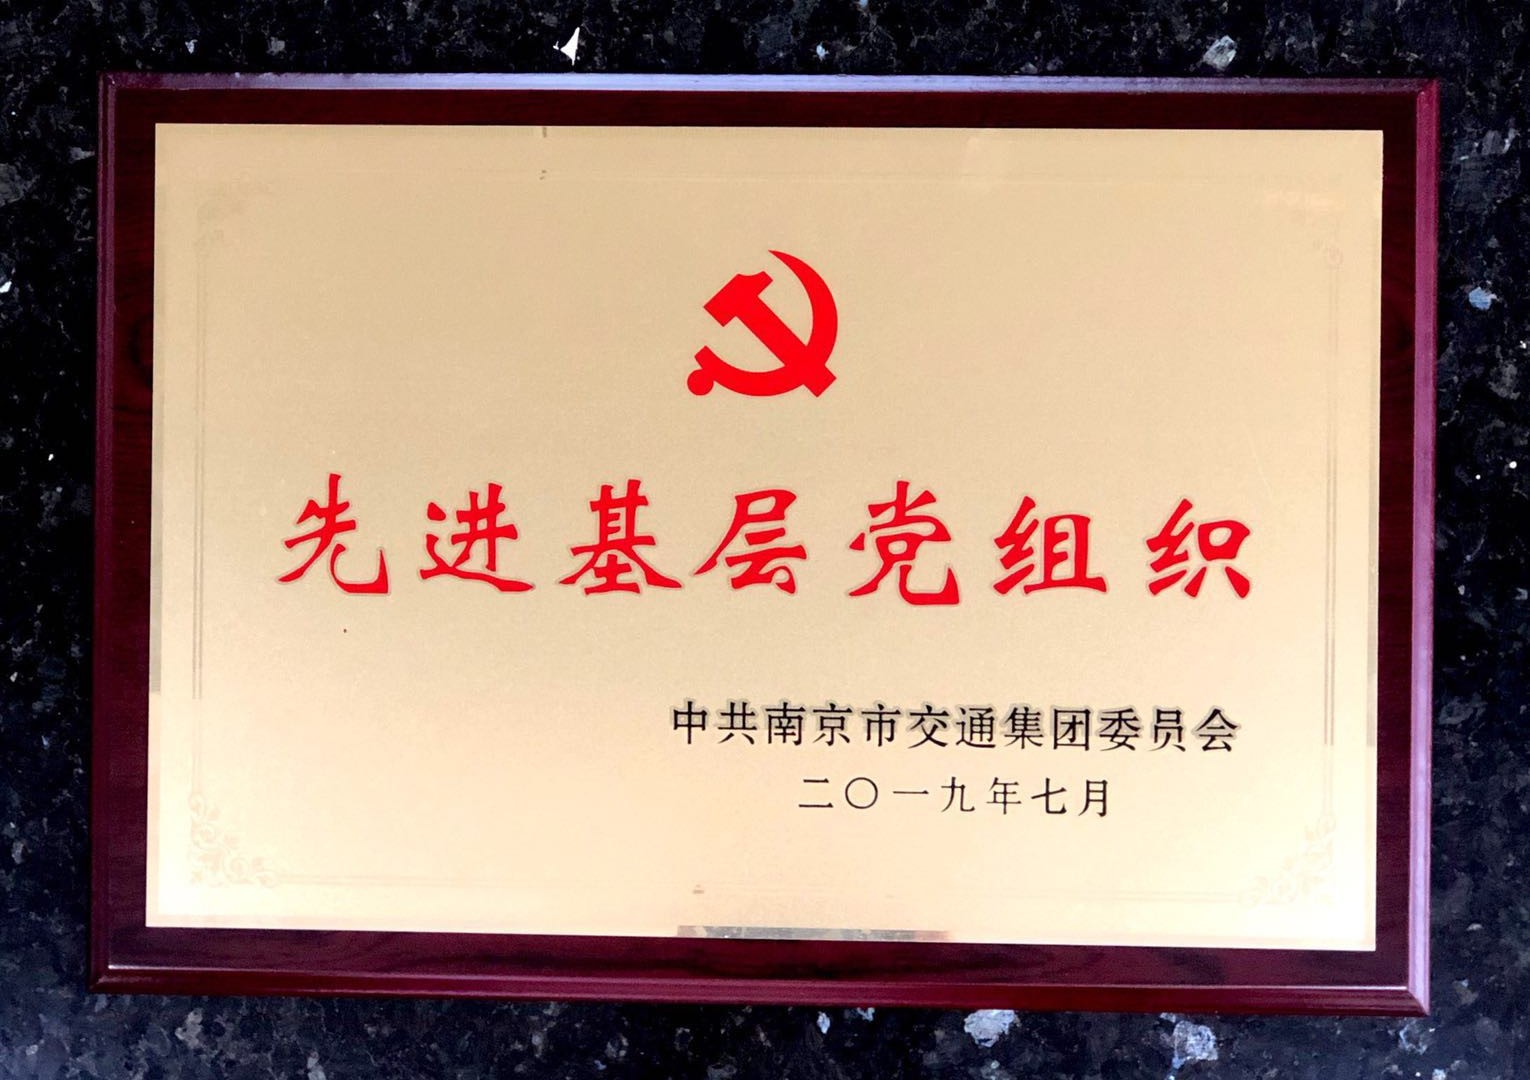 先进基层党组织
中共南京市交通集团委员会
二〇一九年七月